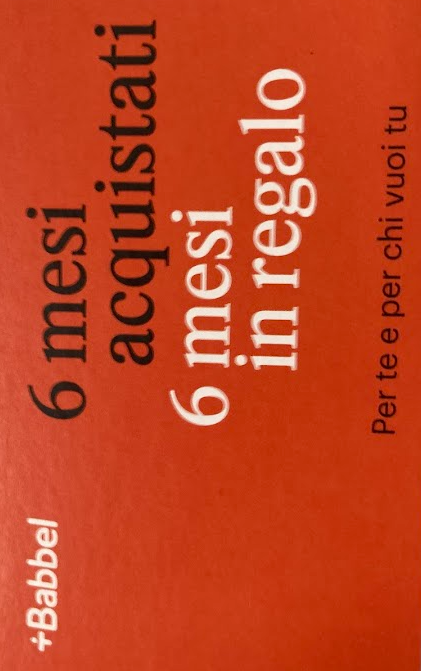 +Babbel
6 mesi
acquistati
6 mesi
in regalo
Per te e per chi vuoi tu